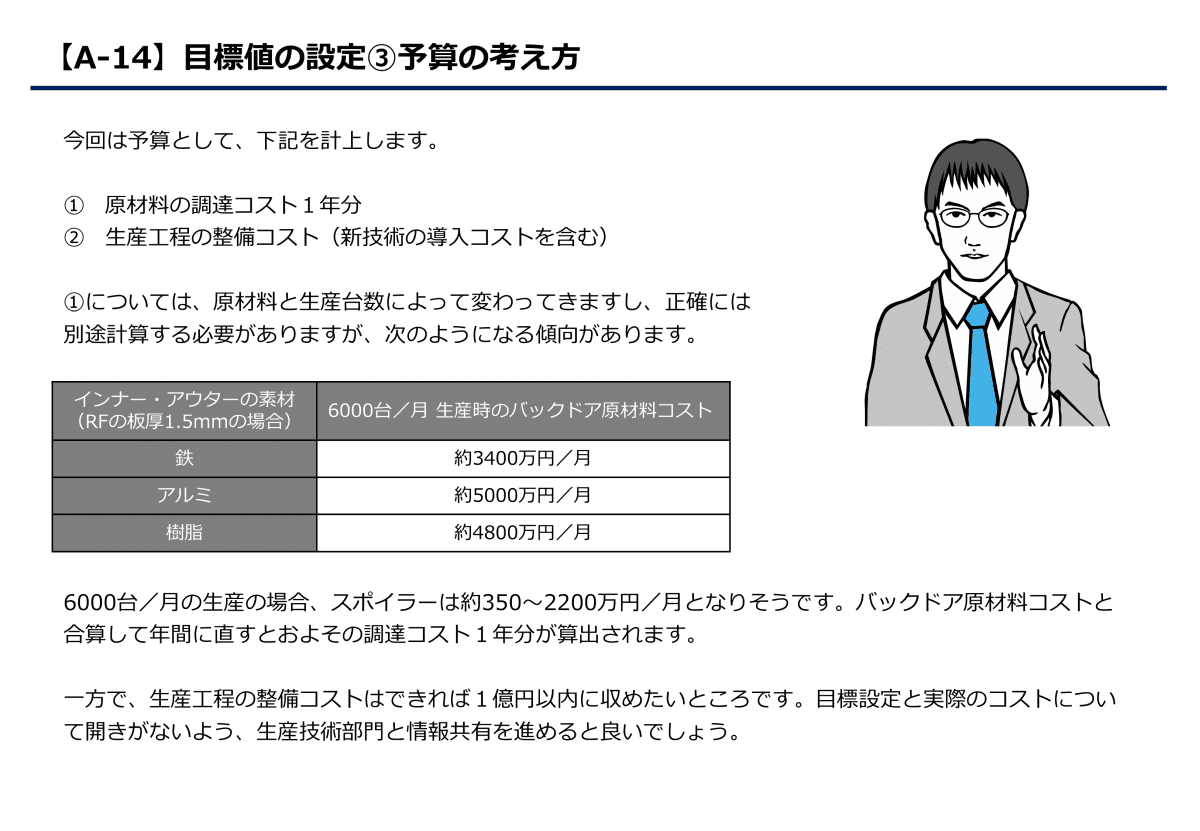 【A-14】目標値の設定③予算の考え方
今回は予算として、下記を計上します。
①　原材料の調達コスト１年分
②　生産工程の整備コスト（新技術の導入コストを含む）
①については、原材料と生産台数によって変わってきますし、正確には
別途計算する必要がありますが、次のようになる傾向があります。
インナー・アウターの素材
（RFの板厚1.5mmの場合）
6000台／月 生産時のバックドア原材料コスト
鉄
約3400万円／月
アルミ
約5000万円／月
樹脂
約4800万円／月
6000台／月の生産の場合、スポイラーは約350～2200万円／月となりそうです。バックドア原材料コストと
合算して年間に直すとおよその調達コスト１年分が算出されます。
一方で、生産工程の整備コストはできれば１億円以内に収めたいところです。目標設定と実際のコストについ
て開きがないよう、生産技術部門と情報共有を進めると良いでしょう。